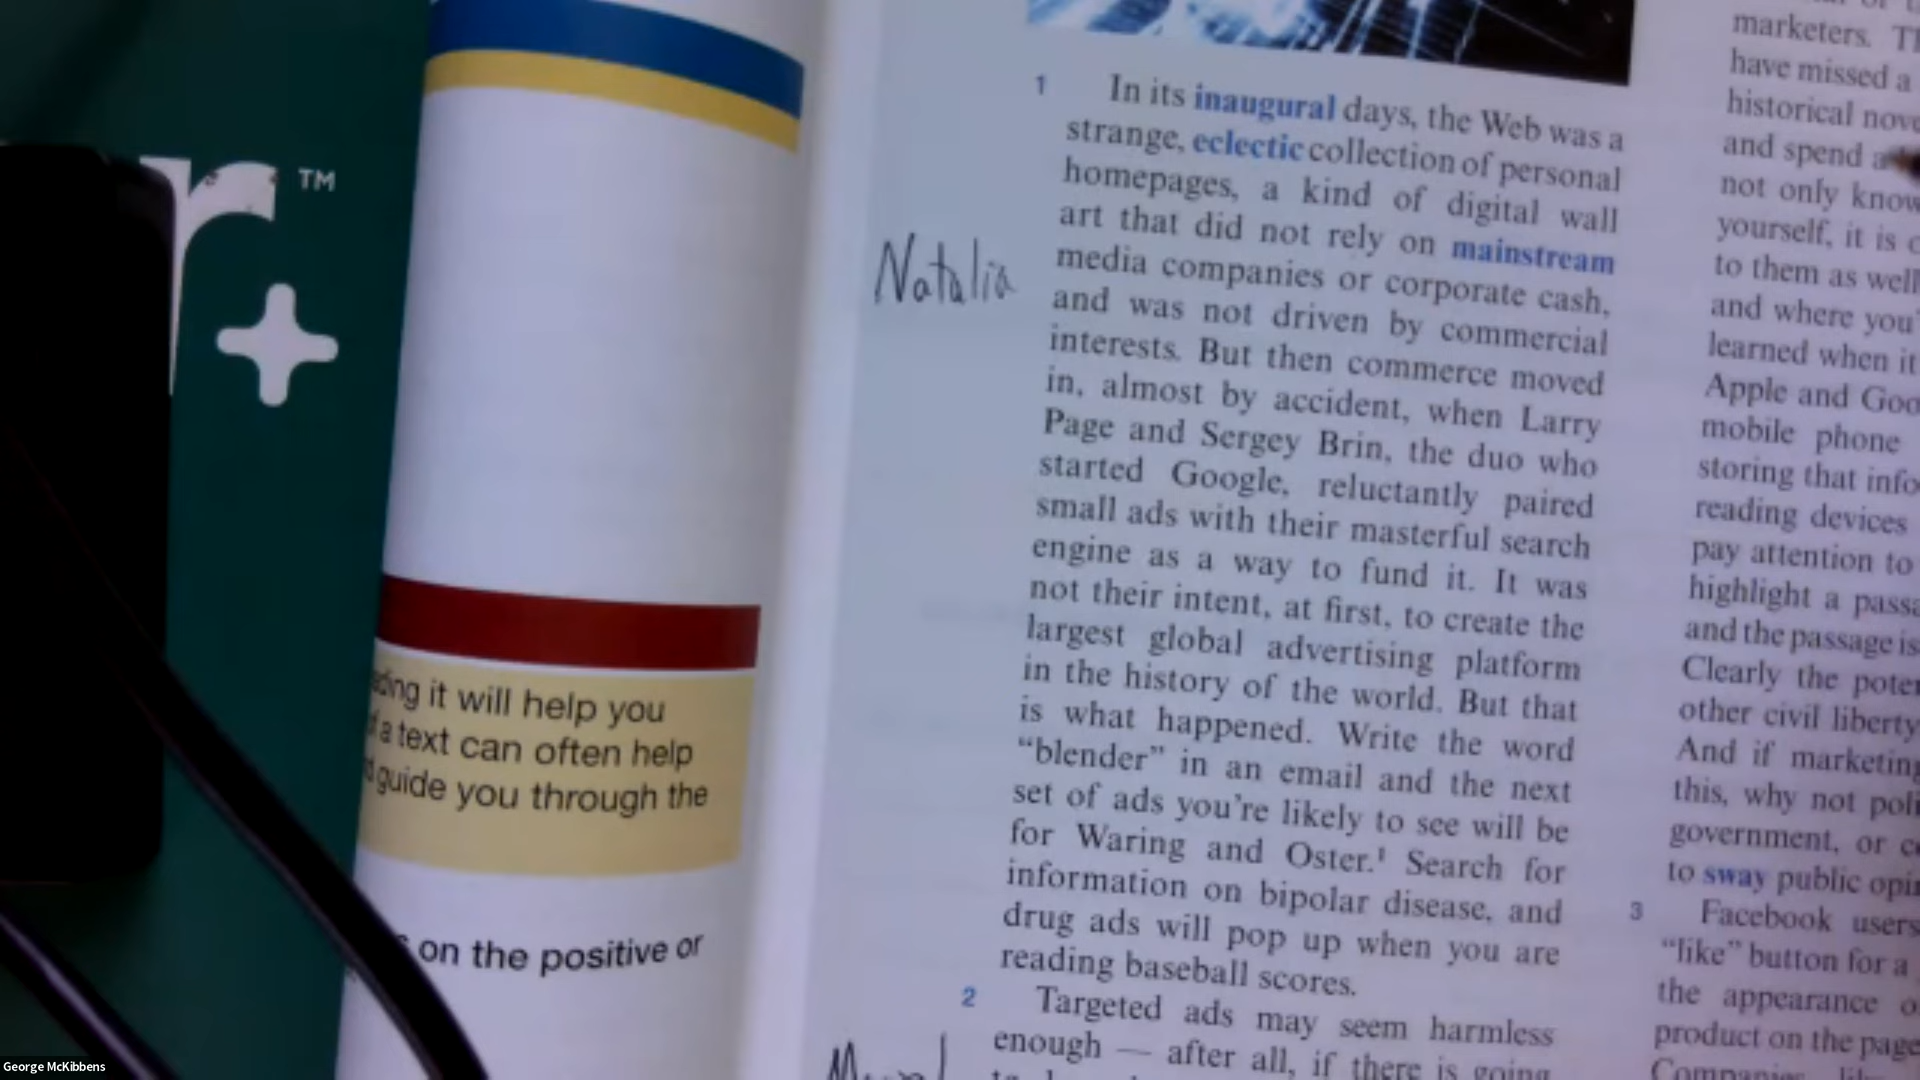 TM
r
+
ding it will help you
a text can often help
guide you through the
on the positive or
Natalia
1
In its inaugural days, the Web was a
strange, eclectic collection of personal
homepages, a kind of digital wall
art that did not rely on mainstream
media companies or corporate cash,
and was not driven by commercial
interests. But then commerce moved
in, almost by accident, when Larry
Page and Sergey Brin, the duo who
started Google, reluctantly paired
small ads with their masterful search
engine as a way to fund it. It was
not their intent, at first, to create the
largest global advertising platform
in the history of the world. But that
is what happened. Write the word
“blender” in an email and the next
set of ads you’re likely to see will be
for Waring and Oster.¹ Search for
information on bipolar disease, and
drug ads will pop up when you are
reading baseball scores.
2
Targeted ads may seem harmless
enough — after all, if there is going
marketers. Th
have missed a
historical nove
and spend a
not only know
yourself, it is c
to them as well
and where you’
learned when it
Apple and Goo
mobile phone
storing that info
reading devices
pay attention to
highlight a passa
and the passage is
Clearly the poten
other civil liberty
And if marketing
this, why not poli
government, or co
to sway public opin
3
Facebook users
“like” button for a
the appearance o
product on the page
Companies like
George McKibbens